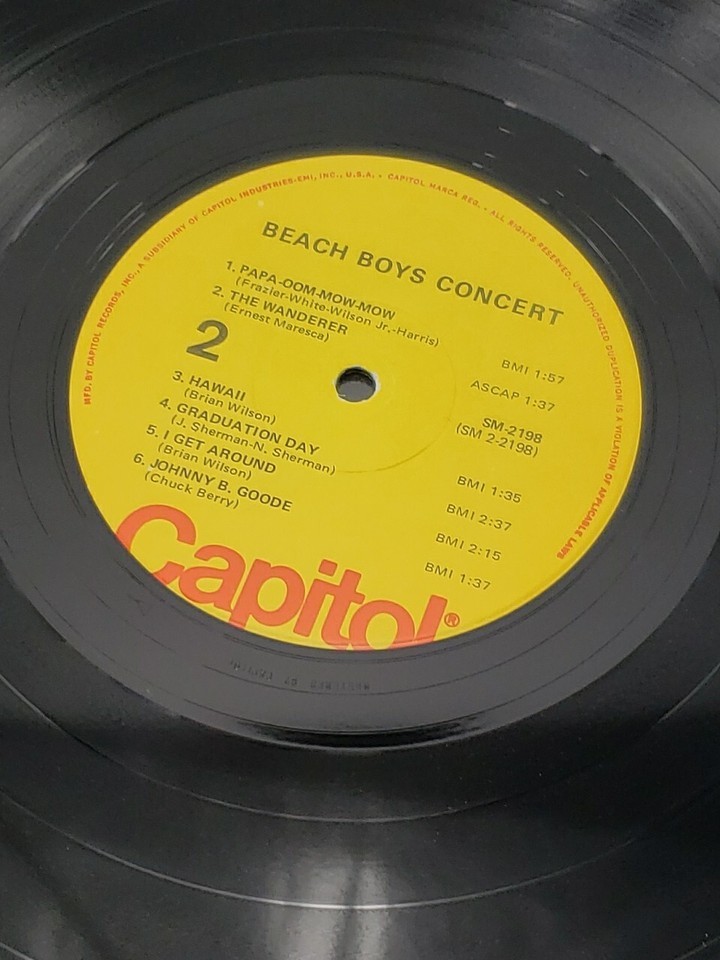 MFD. BY CAPITOL RECORDS, INC., A SUBSIDIARY OF CAPITOL INDUSTRIES-EMI, INC., U.S.A. • CAPITOL MARCA REG. • ALL RIGHTS RESERVED. UNAUTHORIZED DUPLICATION IS A VIOLATION OF APPLICABLE LAWS
BEACH BOYS CONCERT
1. PAPA-OOM-MOW-MOW
(Frazier-White-Wilson Jr.-Harris) BMI 1:57
2. THE WANDERER
(Ernest Maresca) ASCAP 1:37
2
SM-2198
(SM 2-2198)
3. HAWAII
(Brian Wilson) BMI 1:35
4. GRADUATION DAY
(J. Sherman-N. Sherman) BMI 2:37
5. I GET AROUND
(Brian Wilson) BMI 2:15
6. JOHNNY B. GOODE
(Chuck Berry) BMI 1:37
Capitol®